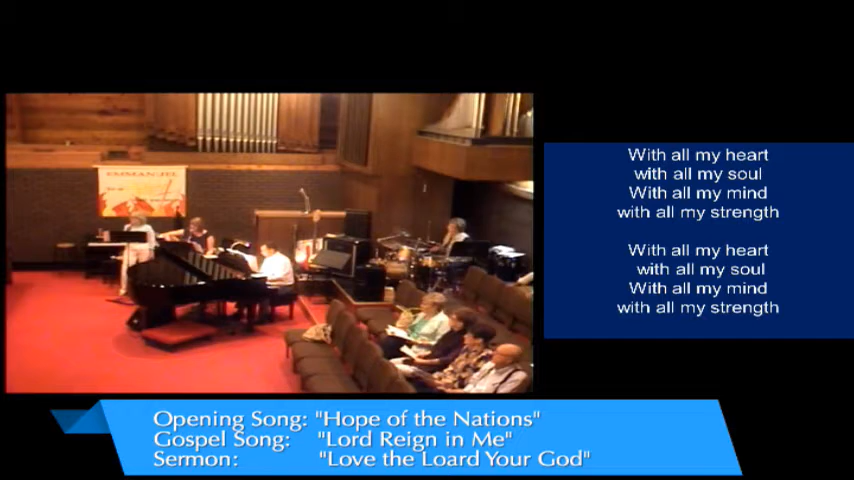 EMMANUEL
With all my heart
with all my soul
With all my mind
with all my strength
With all my heart
with all my soul
With all my mind
with all my strength
Opening Song: "Hope of the Nations"
Gospel Song: "Lord Reign in Me"
Sermon: "Love the Loard Your God"